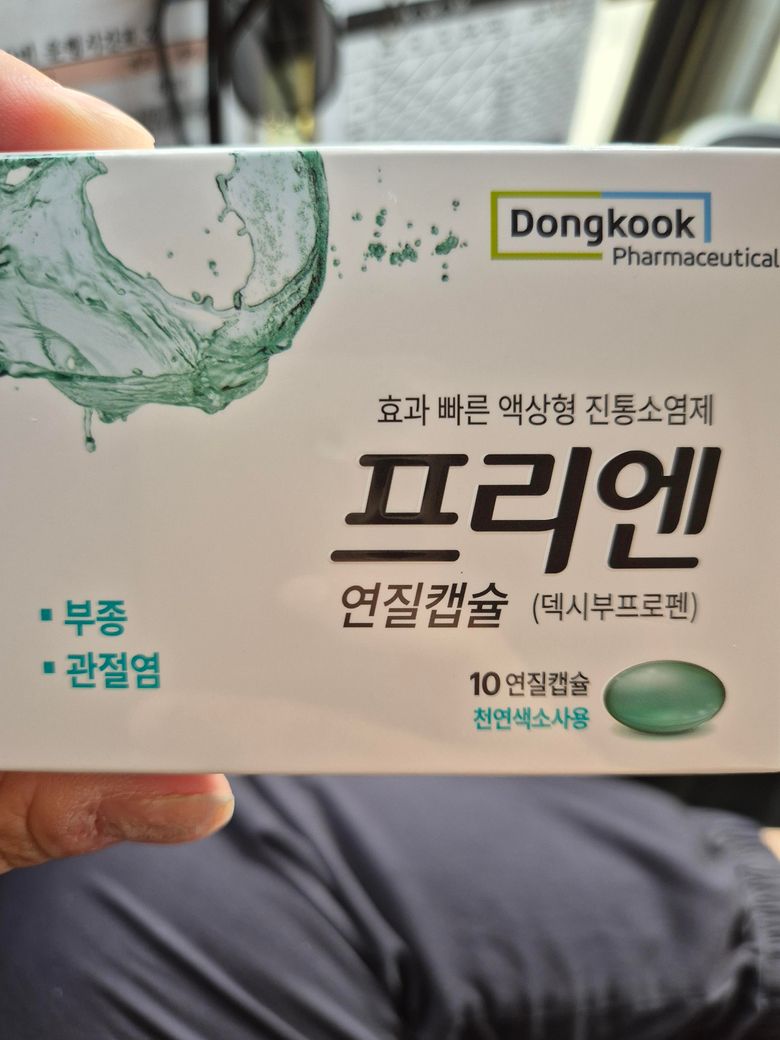 Dongkook
Pharmaceutical
효과 빠른 액상형 진통소염제
프리엔
연질캡슐 (덱시부프로펜)
▪ 부종
▪ 관절염
10 연질캡슐
천연색소사용